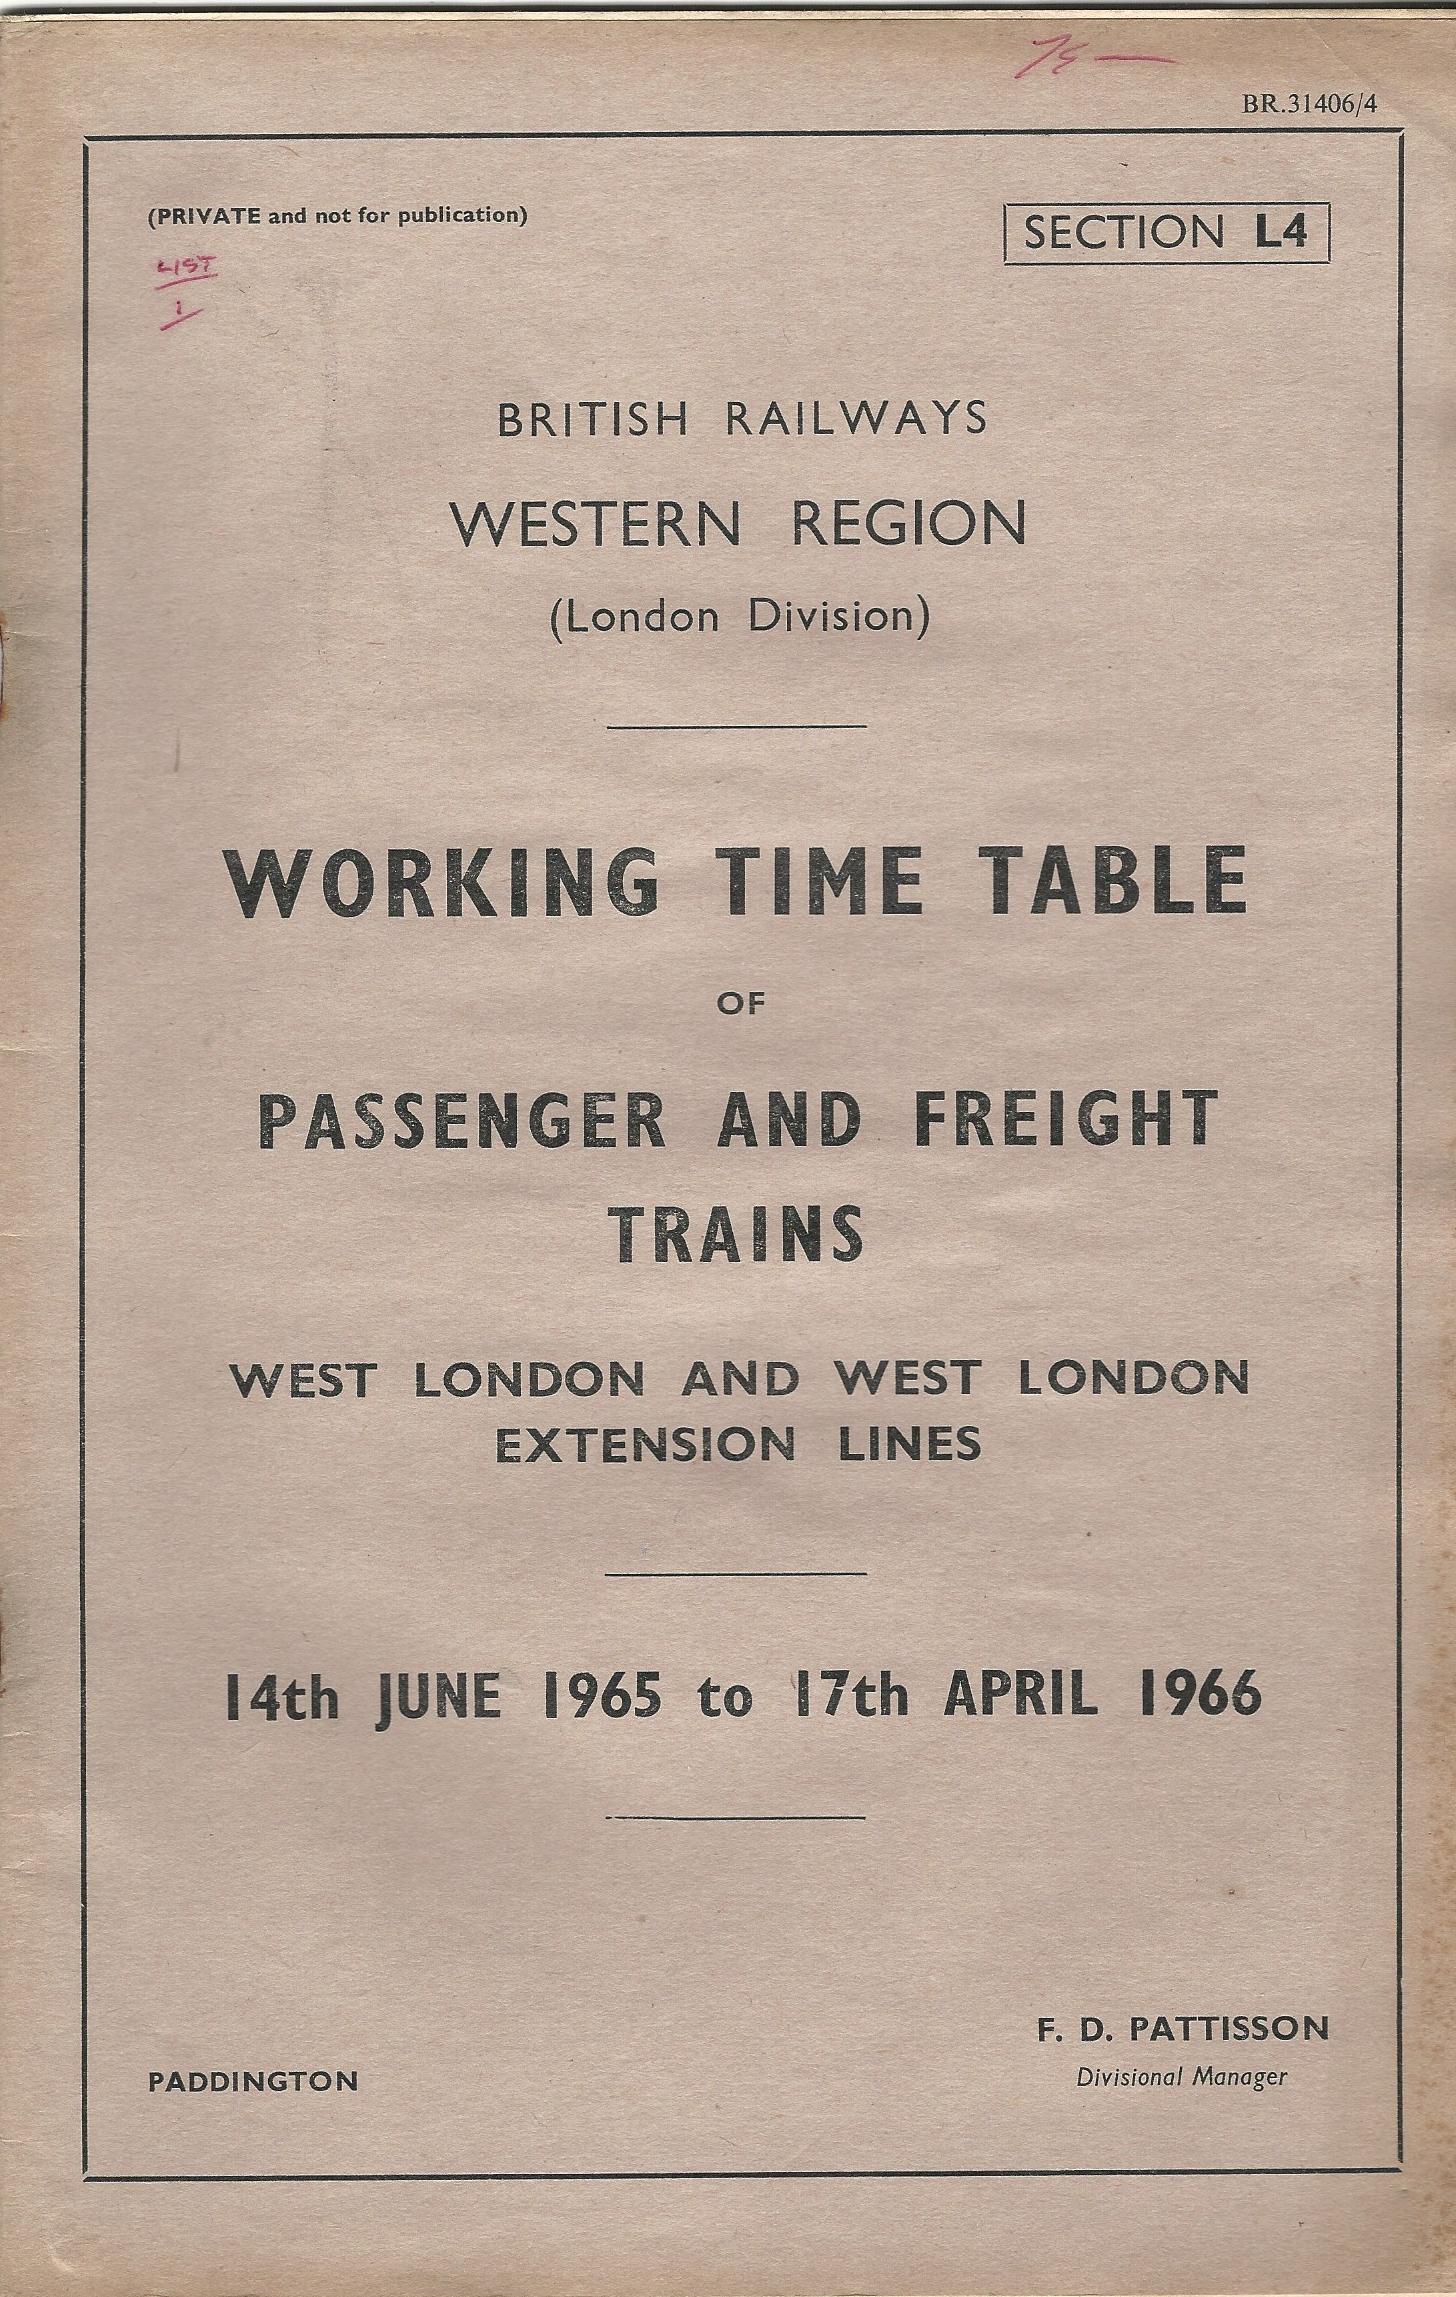 BR.31406/4
(PRIVATE and not for publication)
SECTION L4
LIST
1
BRITISH RAILWAYS
WESTERN REGION
(London Division)
WORKING TIME TABLE
OF
PASSENGER AND FREIGHT
TRAINS
WEST LONDON AND WEST LONDON
EXTENSION LINES
14th JUNE 1965 to 17th APRIL 1966
F. D. PATTISSON
Divisional Manager
PADDINGTON